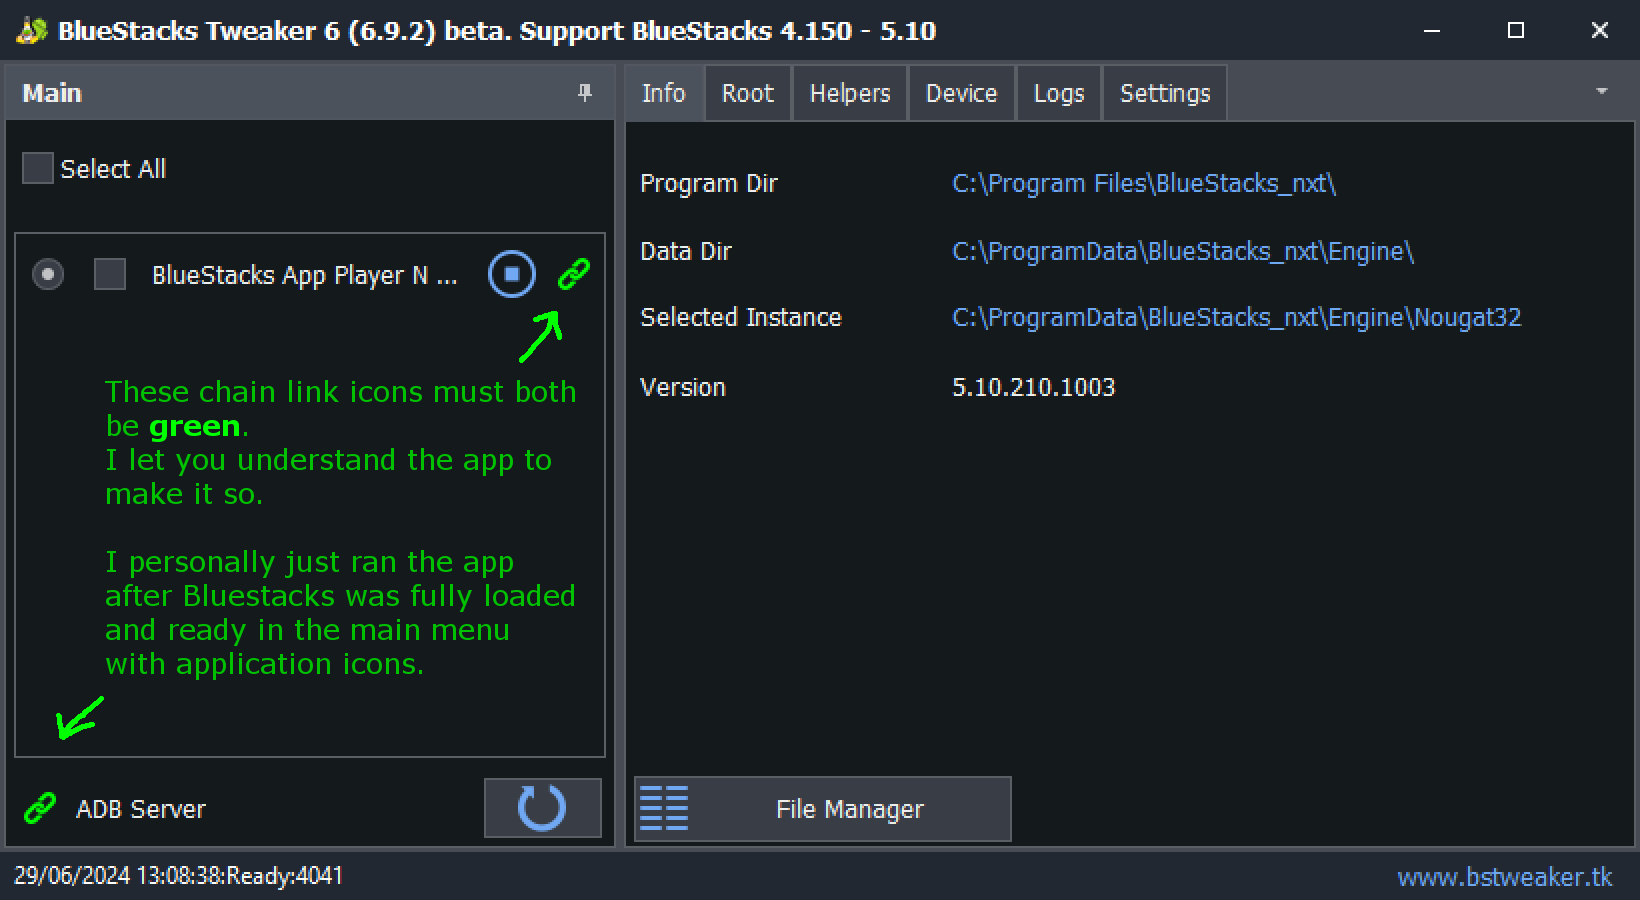 BlueStacks Tweaker 6 (6.9.2) beta. Support BlueStacks 4.150 - 5.10
Main
Select All
BlueStacks App Player N ...
These chain link icons must both
be green.
I let you understand the app to
make it so.
I personally just ran the app
after Bluestacks was fully loaded
and ready in the main menu
with application icons.
ADB Server
Info Root Helpers Device Logs Settings
Program Dir C:\Program Files\BlueStacks_nxt\
Data Dir C:\ProgramData\BlueStacks_nxt\Engine\
Selected Instance C:\ProgramData\BlueStacks_nxt\Engine\Nougat32
Version 5.10.210.1003
File Manager
29/06/2024 13:08:38:Ready:4041
www.bstweaker.tk